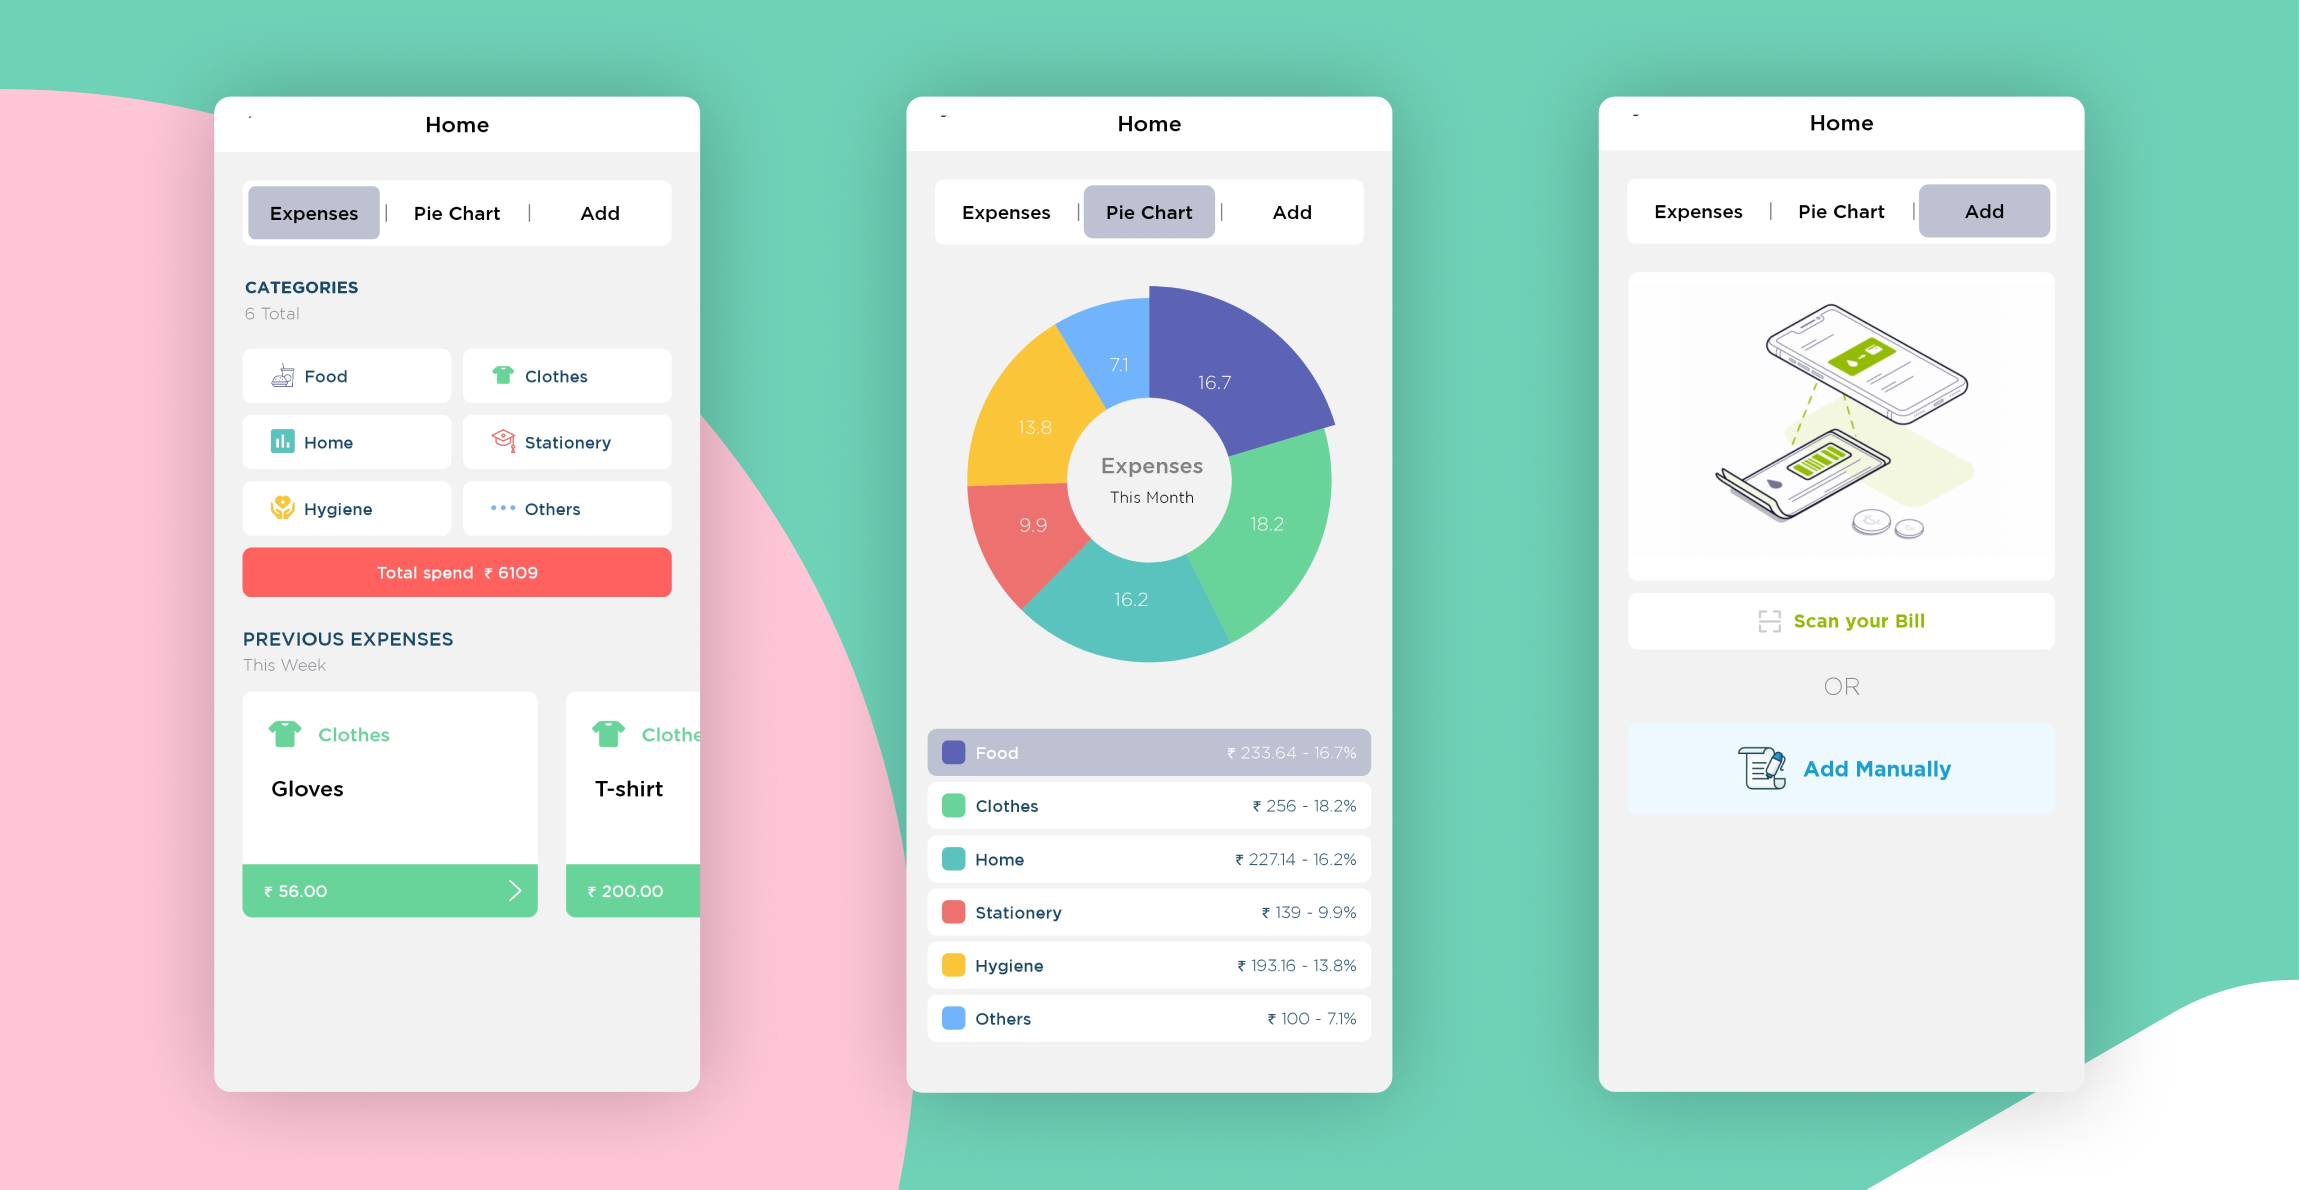 Home
Expenses | Pie Chart | Add
CATEGORIES
6 Total
Food
Clothes
Home
Stationery
Hygiene
Others
Total spend ₹ 6109
PREVIOUS EXPENSES
This Week
Clothes
Gloves
₹ 56.00
Clothe
T-shirt
₹ 200.00
Home
Expenses | Pie Chart | Add
7.1
16.7
13.8
Expenses
This Month
9.9
18.2
16.2
Food ₹ 233.64 - 16.7%
Clothes ₹ 256 - 18.2%
Home ₹ 227.14 - 16.2%
Stationery ₹ 139 - 9.9%
Hygiene ₹ 193.16 - 13.8%
Others ₹ 100 - 7.1%
Home
Expenses | Pie Chart | Add
Scan your Bill
OR
Add Manually